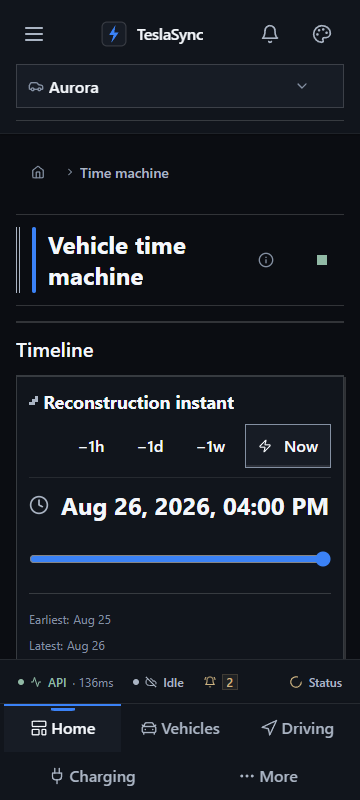 TeslaSync
Aurora
Time machine
Vehicle time
machine
Timeline
Reconstruction instant
−1h −1d −1w Now
Aug 26, 2026, 04:00 PM
Earliest: Aug 25
Latest: Aug 26
API · 136ms Idle 2 Status
Home Vehicles Driving
Charging More